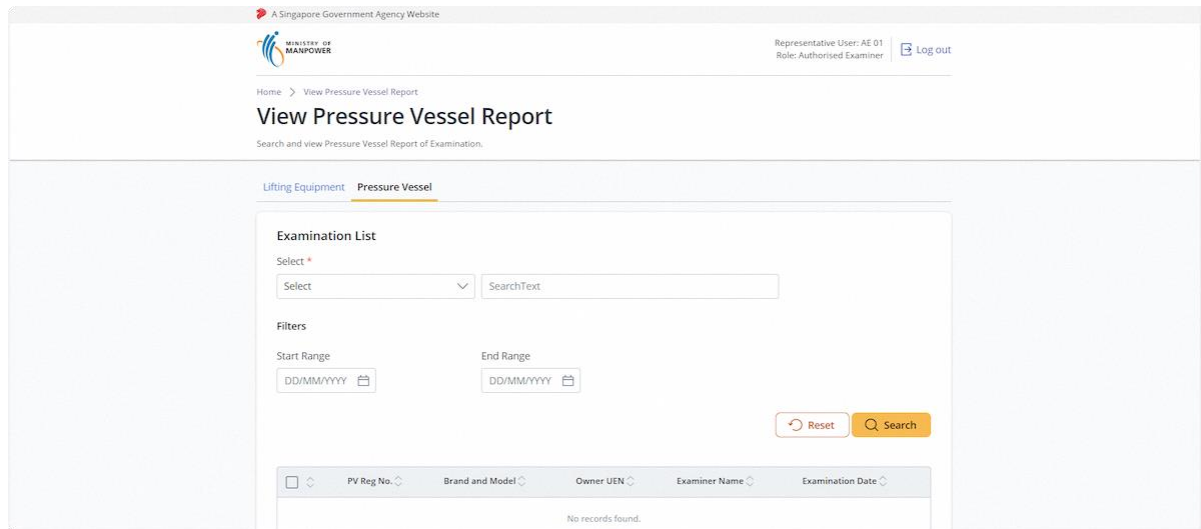 A Singapore Government Agency Website
MINISTRY OF
MANPOWER
Representative User: AE 01
Role: Authorised Examiner
Log out
Home > View Pressure Vessel Report
View Pressure Vessel Report
Search and view Pressure Vessel Report of Examination.
Lifting Equipment Pressure Vessel
Examination List
Select *
Select SearchText
Filters
Start Range End Range
DD/MM/YYYY DD/MM/YYYY
Reset Search
PV Reg No. Brand and Model Owner UEN Examiner Name Examination Date
No records found.